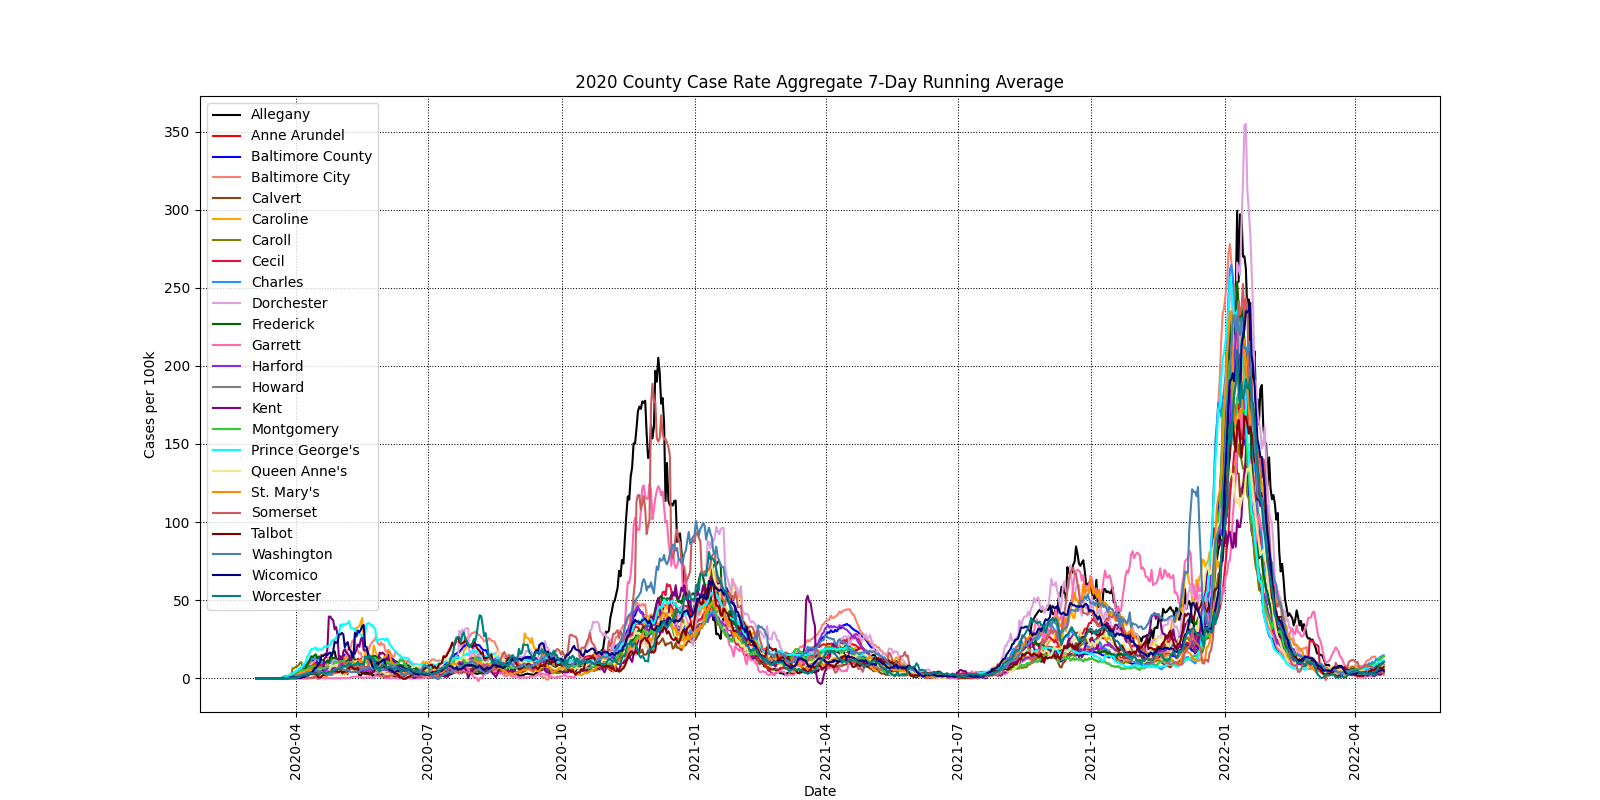 2020 County Case Rate Aggregate 7-Day Running Average
Cases per 100k
350
300
250
200
150
100
50
0
Allegany
Anne Arundel
Baltimore County
Baltimore City
Calvert
Caroline
Caroll
Cecil
Charles
Dorchester
Frederick
Garrett
Harford
Howard
Kent
Montgomery
Prince George's
Queen Anne's
St. Mary's
Somerset
Talbot
Washington
Wicomico
Worcester
2020-04
2020-07
2020-10
2021-01
2021-04
2021-07
2021-10
2022-01
2022-04
Date